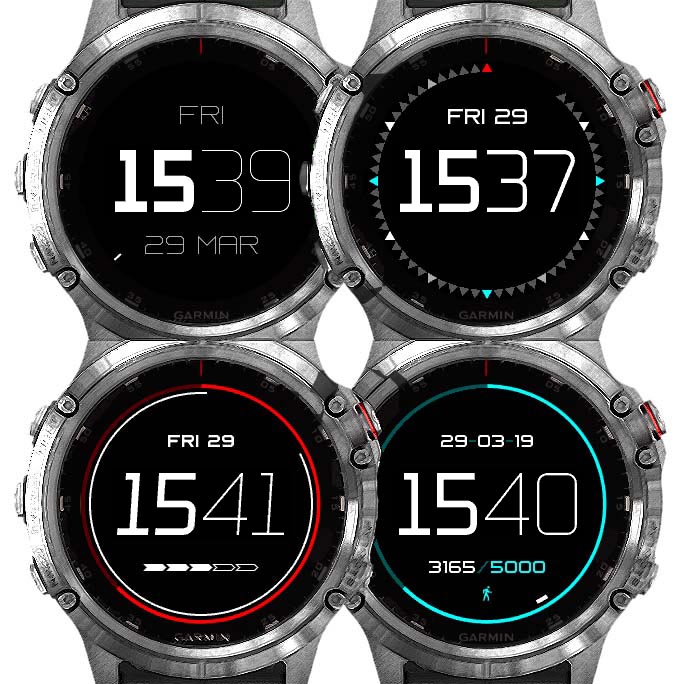 FRI
1539
29 MAR
GARMIN
FRI 29
1537
GARMIN
FRI 29
1541
GARMIN
29-03-19
1540
3165/5000
GARMIN